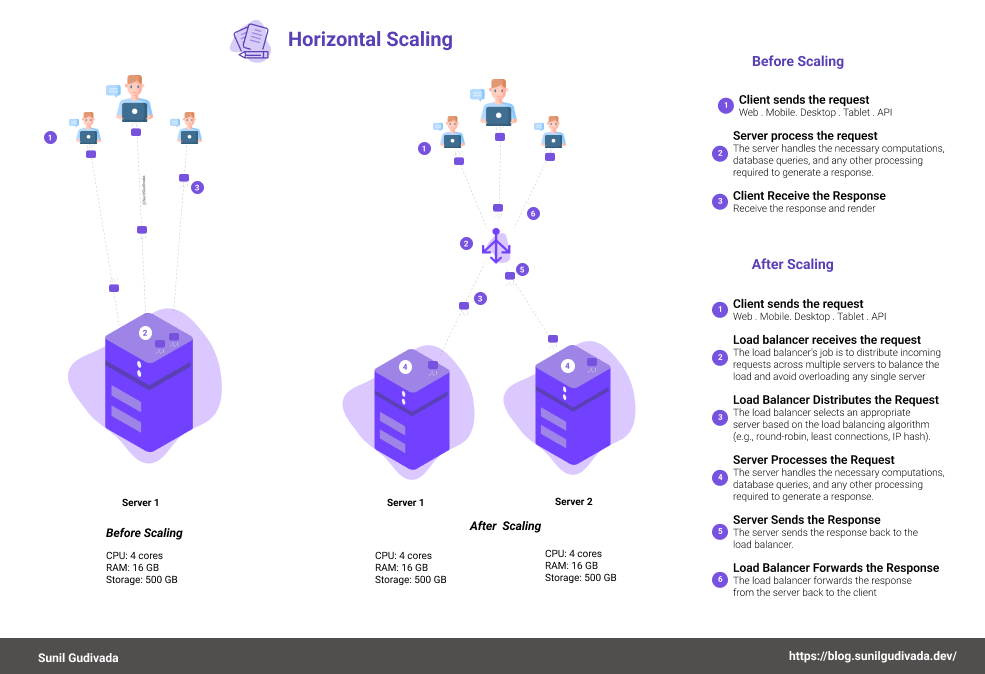 Horizontal Scaling
1
3
@SunilGudivada
2
Server 1
Before Scaling
CPU: 4 cores
RAM: 16 GB
Storage: 500 GB
1
6
2
5
3
4
4
Server 1
Server 2
After Scaling
CPU: 4 cores
RAM: 16 GB
Storage: 500 GB
CPU: 4 cores
RAM: 16 GB
Storage: 500 GB
Before Scaling
1
Client sends the request
Web . Mobile. Desktop . Tablet . API
2
Server process the request
The server handles the necessary computations,
database queries, and any other processing
required to generate a response.
3
Client Receive the Response
Receive the response and render
After Scaling
1
Client sends the request
Web . Mobile. Desktop . Tablet . API
2
Load balancer receives the request
The load balancer's job is to distribute incoming
requests across multiple servers to balance the
load and avoid overloading any single server
3
Load Balancer Distributes the Request
The load balancer selects an appropriate
server based on the load balancing algorithm
(e.g., round-robin, least connections, IP hash).
4
Server Processes the Request
The server handles the necessary computations,
database queries, and any other processing
required to generate a response.
5
Server Sends the Response
The server sends the response back to the
load balancer.
6
Load Balancer Forwards the Response
The load balancer forwards the response
from the server back to the client
Sunil Gudivada
https://blog.sunilgudivada.dev/